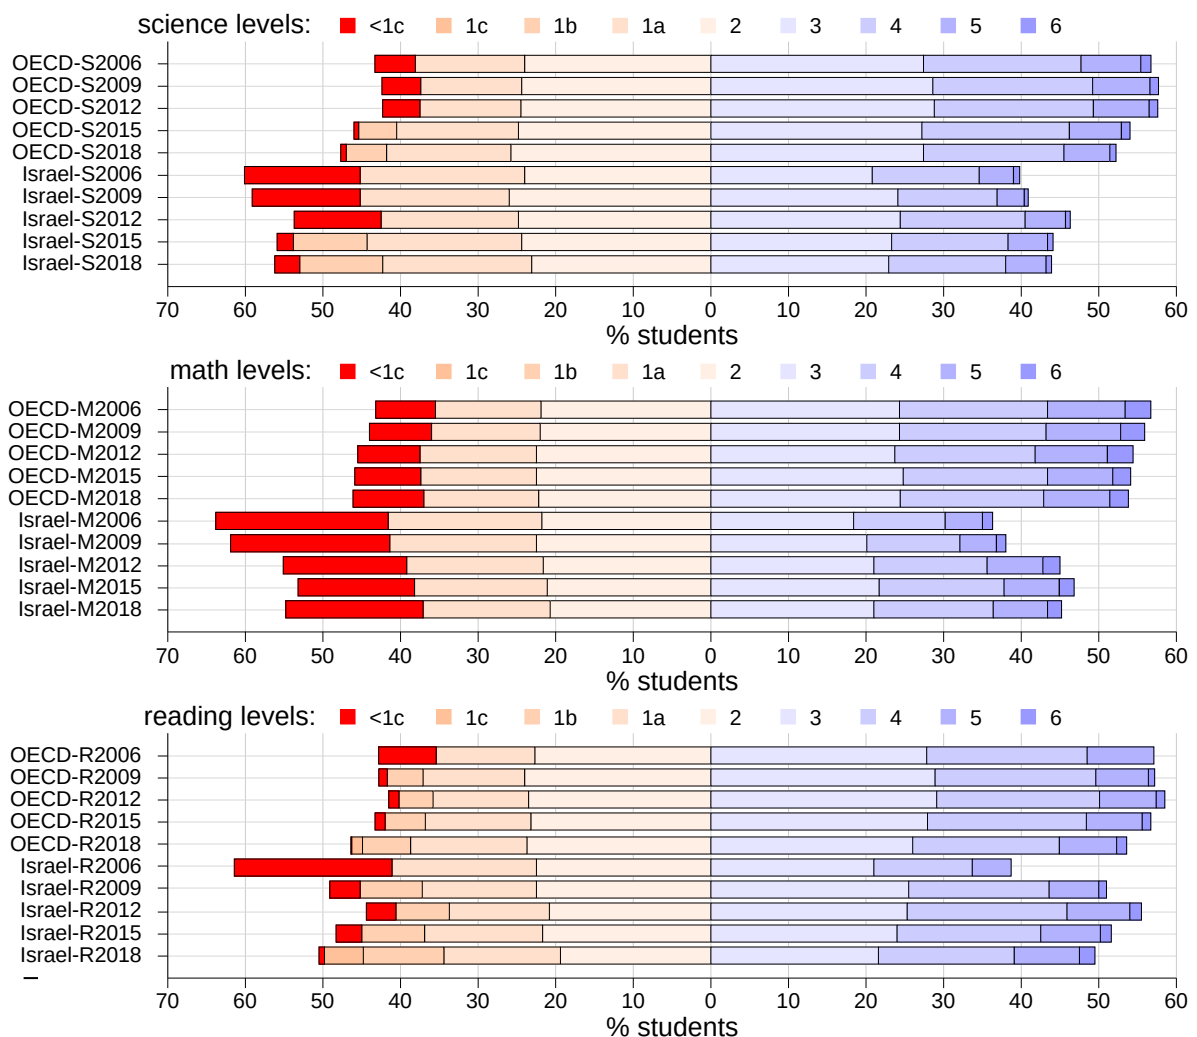 science levels: <1c 1c 1b 1a 2 3 4 5 6
OECD-S2006
OECD-S2009
OECD-S2012
OECD-S2015
OECD-S2018
Israel-S2006
Israel-S2009
Israel-S2012
Israel-S2015
Israel-S2018
70 60 50 40 30 20 10 0 10 20 30 40 50 60
% students
math levels: <1c 1c 1b 1a 2 3 4 5 6
OECD-M2006
OECD-M2009
OECD-M2012
OECD-M2015
OECD-M2018
Israel-M2006
Israel-M2009
Israel-M2012
Israel-M2015
Israel-M2018
70 60 50 40 30 20 10 0 10 20 30 40 50 60
% students
reading levels: <1c 1c 1b 1a 2 3 4 5 6
OECD-R2006
OECD-R2009
OECD-R2012
OECD-R2015
OECD-R2018
Israel-R2006
Israel-R2009
Israel-R2012
Israel-R2015
Israel-R2018
–
70 60 50 40 30 20 10 0 10 20 30 40 50 60
% students